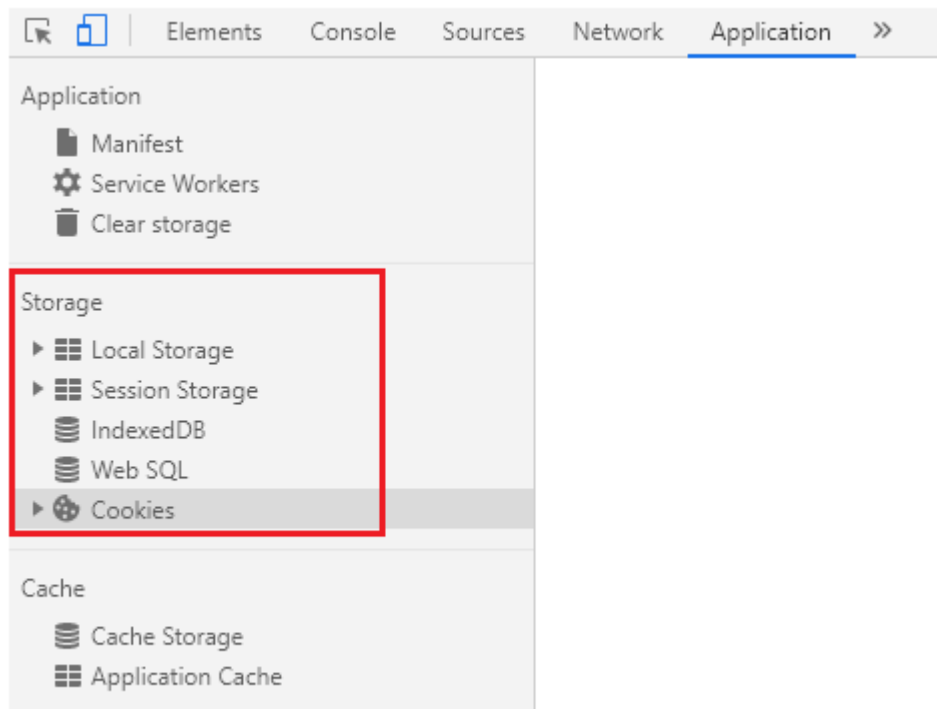 Elements Console Sources Network Application »
Application
Manifest
Service Workers
Clear storage
Storage
Local Storage
Session Storage
IndexedDB
Web SQL
Cookies
Cache
Cache Storage
Application Cache